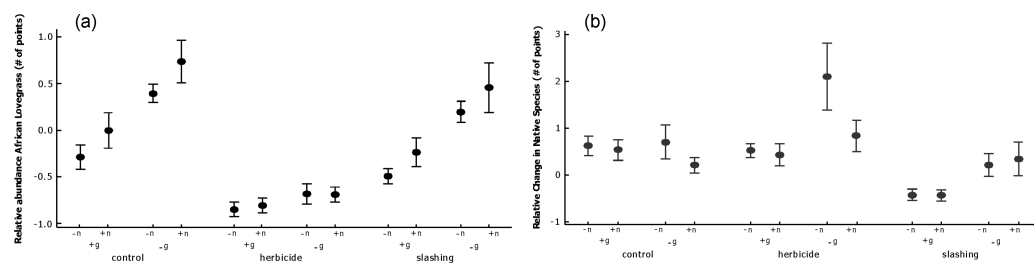 (a)
Relative abundance African Lovegrass (# of points)
1.0
0.5
0.0
-0.5
-1.0
-n +n -n +n -n +n -n +n -n +n -n +n
+g -g +g -g +g -g
control herbicide slashing
(b)
Relative Change in Native Species (# of points)
3
2
1
0
-1
-n +n -n +n -n +n -n +n -n +n -n +n
+g -g +g -g +g -g
control herbicide slashing